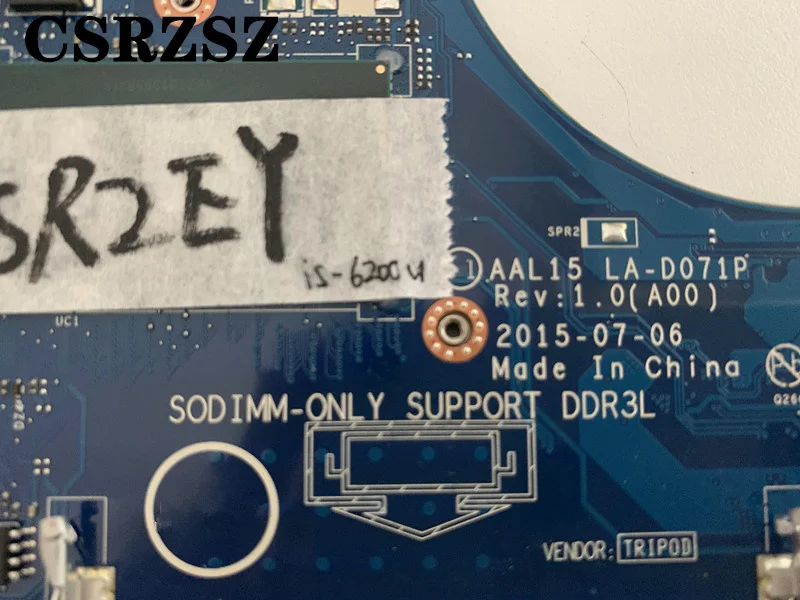 CSRZSZ
SR2EY
i5-6200u
SPR2
1 AAL15 LA-D071P
Rev:1.0(A00)
UC1
2015-07-06
Made In China
SODIMM-ONLY SUPPORT DDR3L
VENDOR: TRIPOD